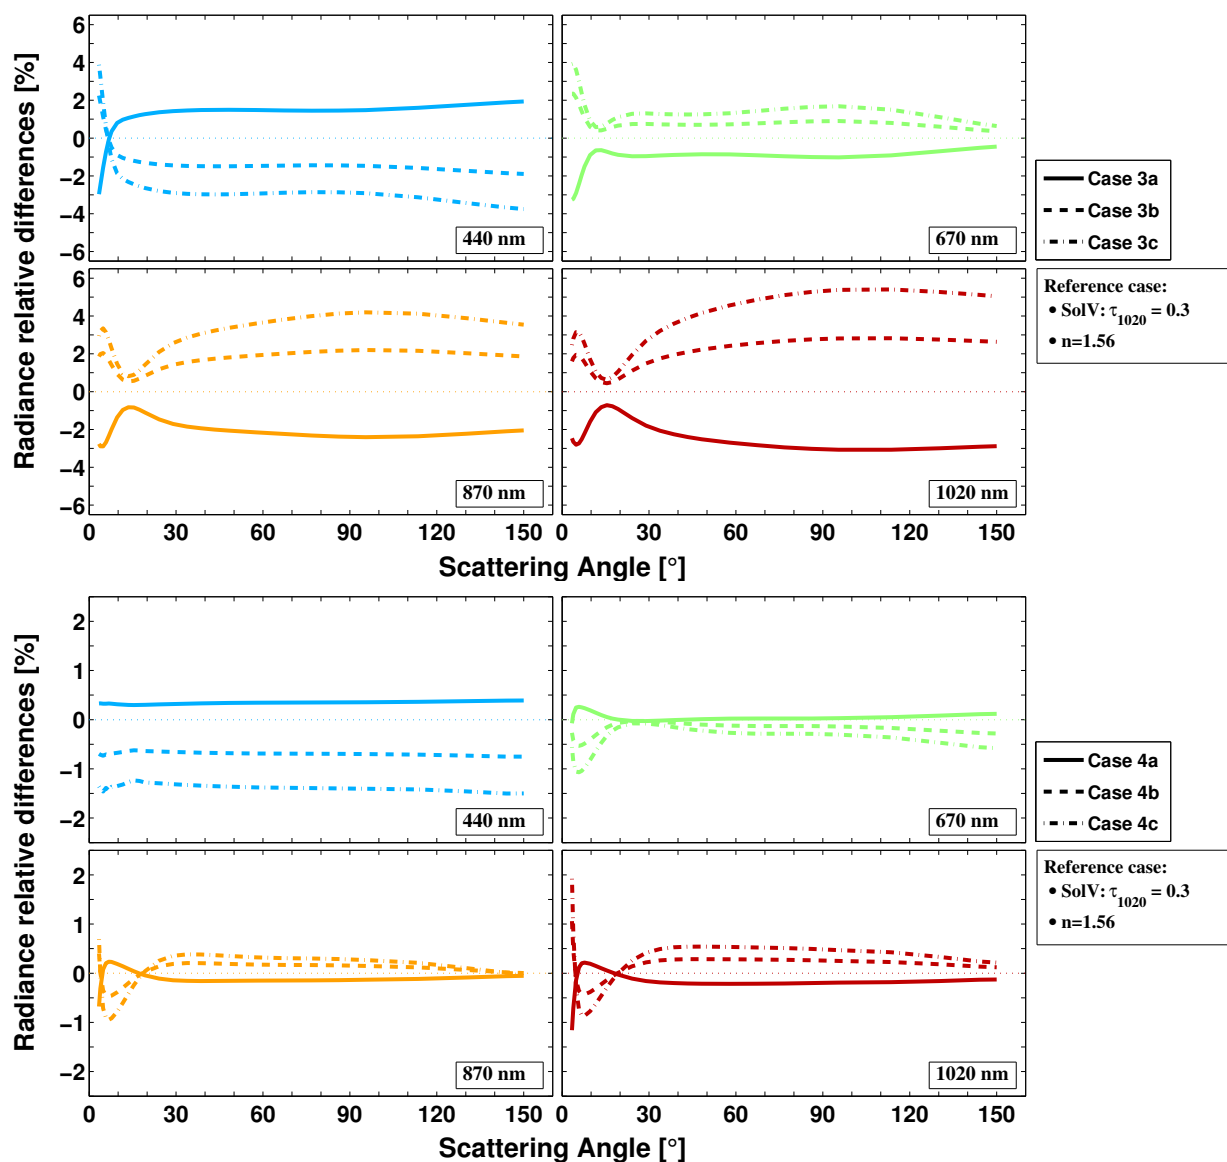 Radiance relative differences [%]
6
4
2
0
−2
−4
−6
440 nm
670 nm
Case 3a
Case 3b
Case 3c
6
4
2
0
−2
−4
−6
870 nm
1020 nm
Reference case:
• SolV: τ1020 = 0.3
• n=1.56
0 30 60 90 120 150 0 30 60 90 120 150
Scattering Angle [°]
Radiance relative differences [%]
2
1
0
−1
−2
440 nm
670 nm
Case 4a
Case 4b
Case 4c
2
1
0
−1
−2
870 nm
1020 nm
Reference case:
• SolV: τ1020 = 0.3
• n=1.56
0 30 60 90 120 150 0 30 60 90 120 150
Scattering Angle [°]